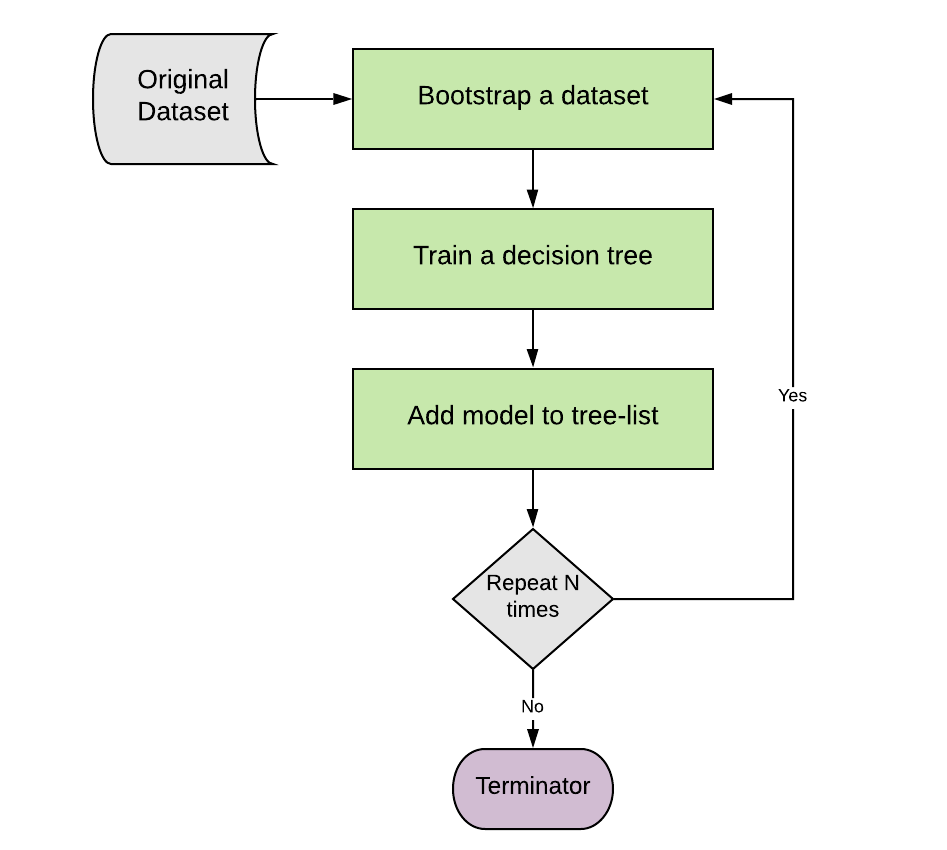 Original
Dataset
Bootstrap a dataset
Train a decision tree
Add model to tree-list
Yes
Repeat N
times
No
Terminator